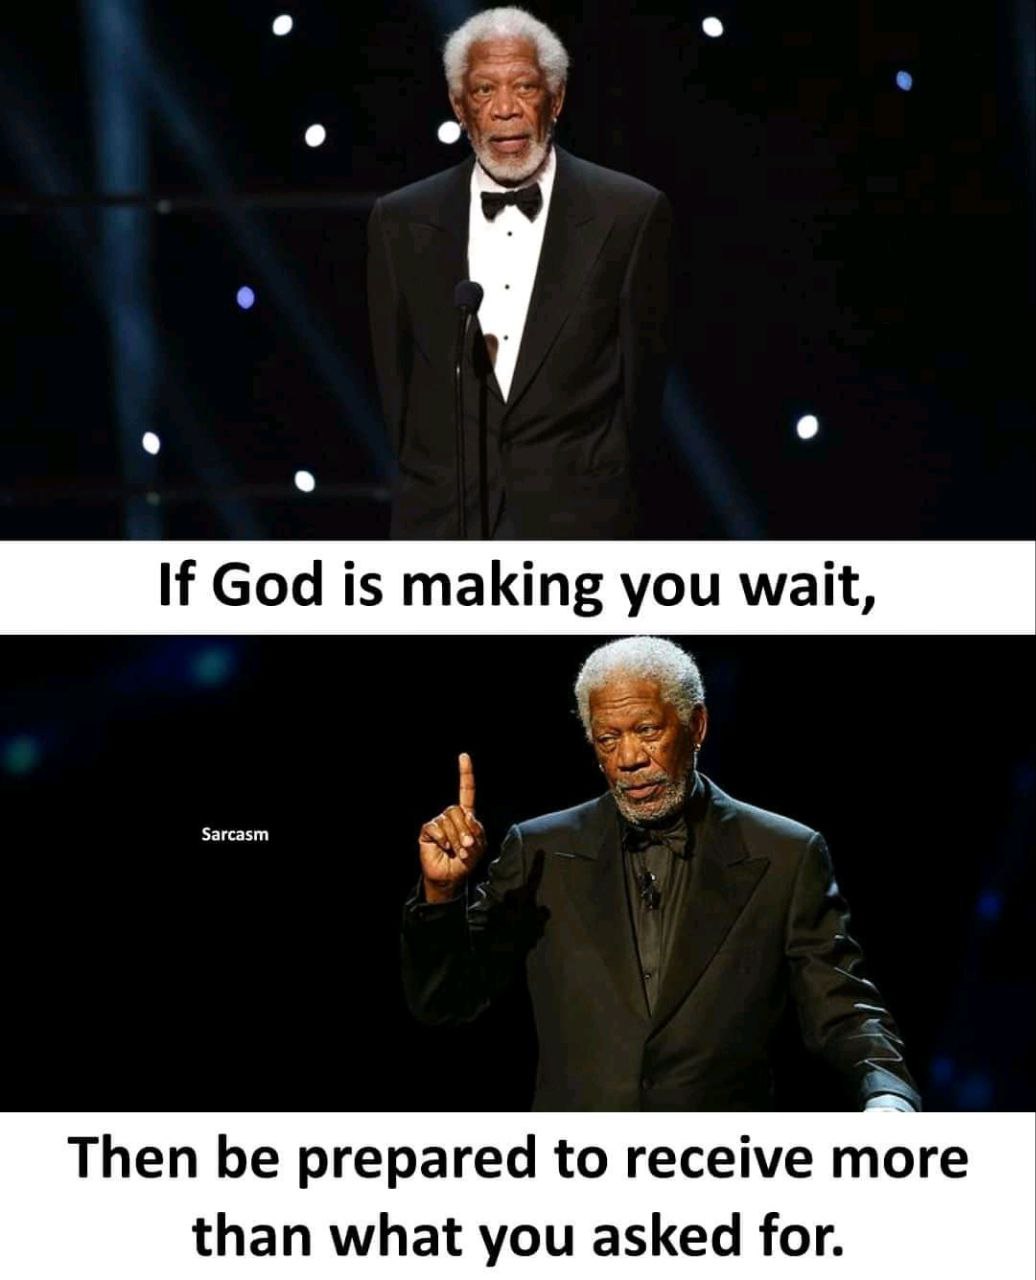 If God is making you wait,
Sarcasm
Then be prepared to receive more
than what you asked for.